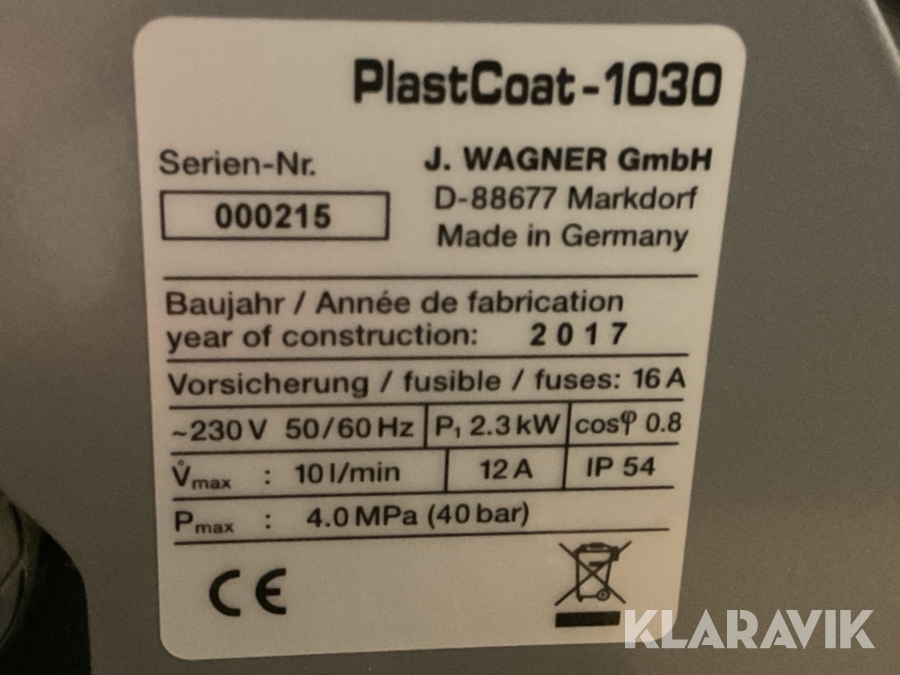 PlastCoat-1030
Serien-Nr.
000215
J. WAGNER GmbH
D-88677 Markdorf
Made in Germany
Baujahr / Année de fabrication
year of construction: 2017
Vorsicherung / fusible / fuses: 16 A
~230 V 50/60 Hz P₁ 2.3 kW cosφ 0.8
V̇max : 10 l/min 12 A IP 54
Pmax : 4.0 MPa (40 bar)
CE
KLARAVIK